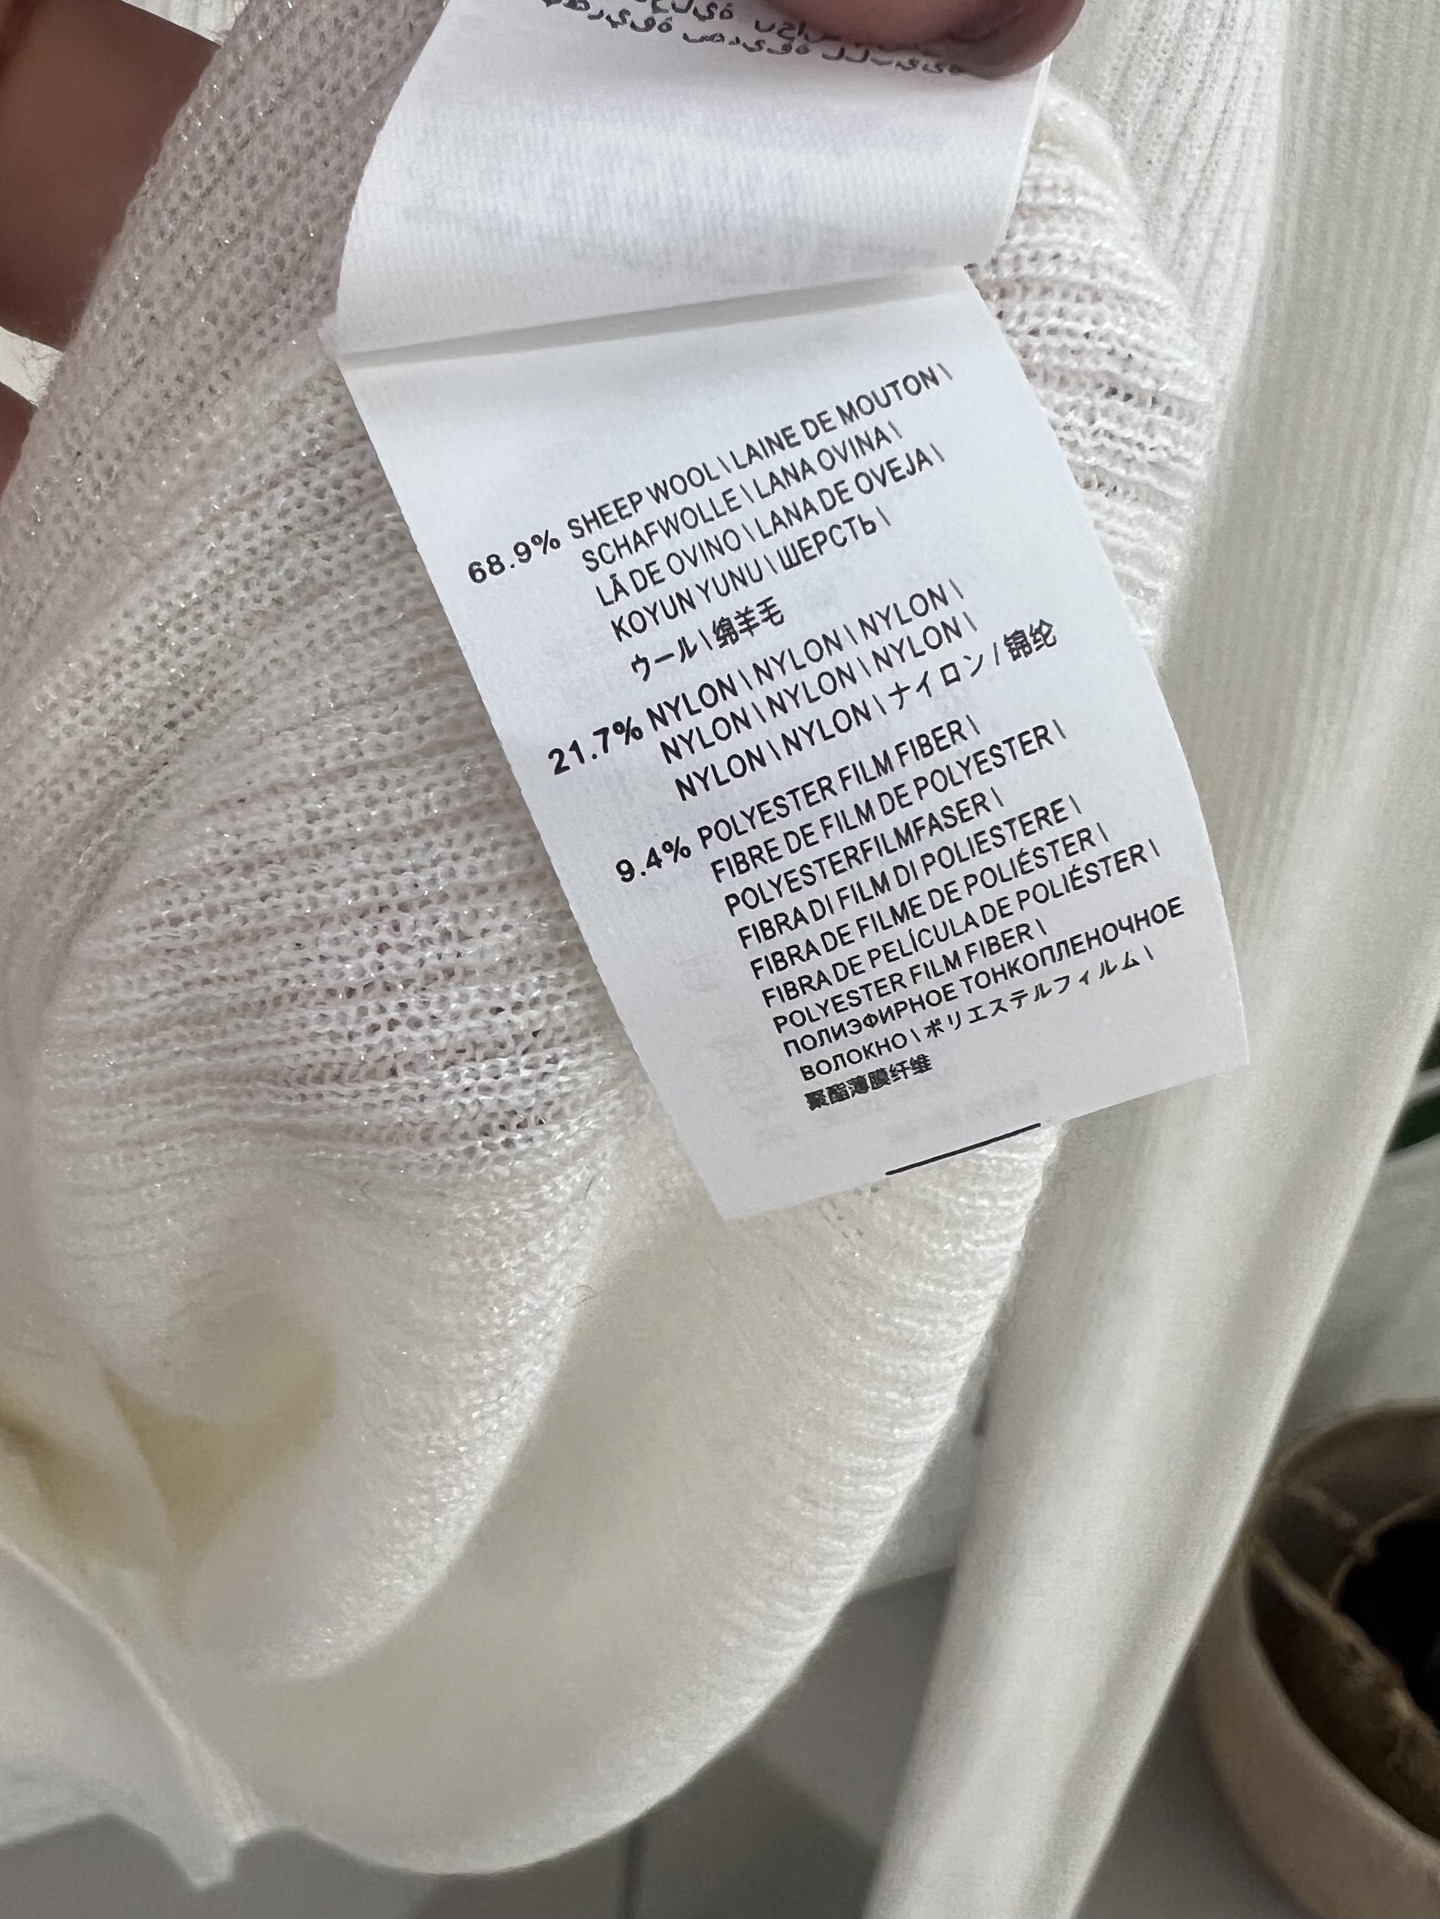 68.9% SHEEP WOOL \ LAINE DE MOUTON \
SCHAFWOLLE \ LANA OVINA \
LÃ DE OVINO \ LANA DE OVEJA \
KOYUN YUNU \ ШЕРСТЬ \
ウール \ 绵羊毛
21.7% NYLON \ NYLON \ NYLON \
NYLON \ NYLON \ NYLON \
NYLON \ NYLON \ ナイロン / 锦纶
9.4% POLYESTER FILM FIBER \
FIBRE DE FILM DE POLYESTER \
POLYESTERFILMFASER \
FIBRA DI FILM DI POLIESTERE \
FIBRA DE FILME DE POLIÉSTER \
FIBRA DE PELÍCULA DE POLIÉSTER \
POLYESTER FILM FIBER \
ПОЛИЭФИРНОЕ ТОНКОПЛЕНОЧНОЕ
ВОЛОКНО \ ポリエステルフィルム \
聚酯薄膜纤维